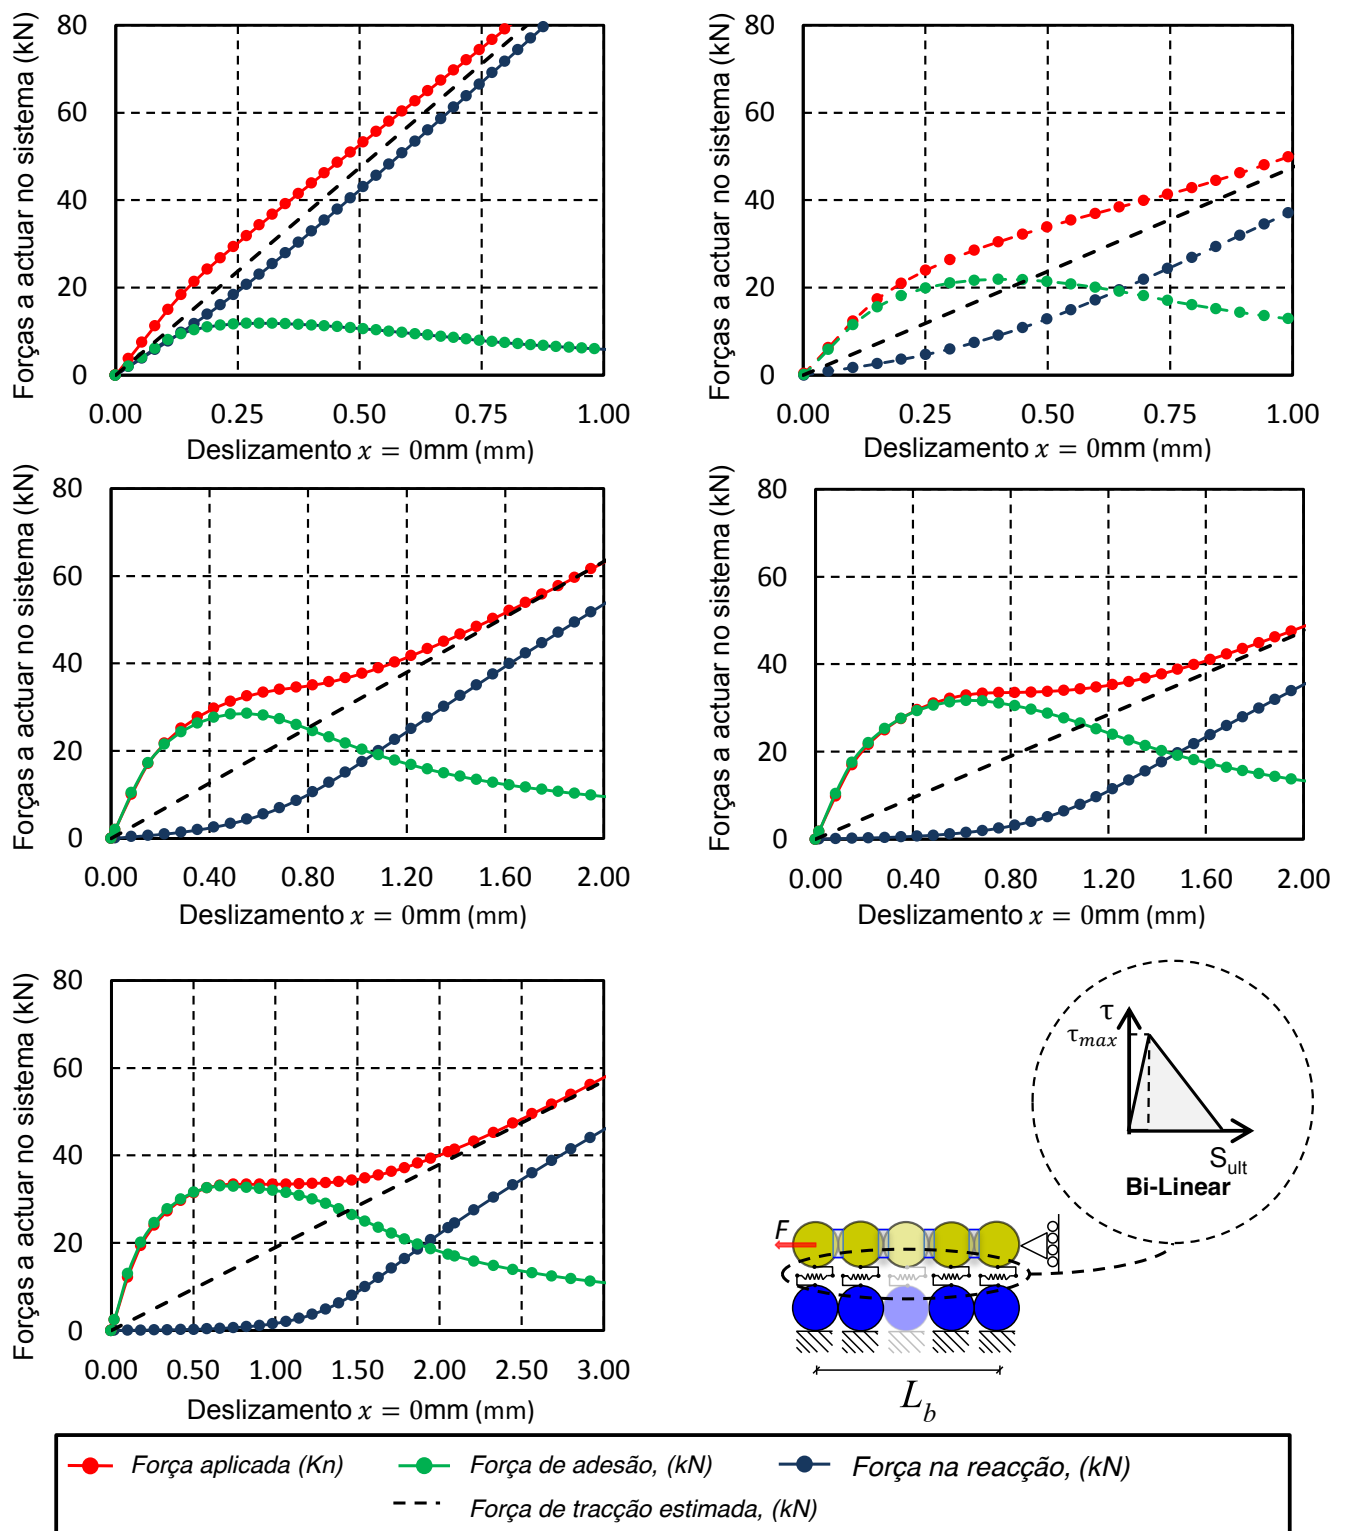 Forças a actuar no sistema (kN)
80
60
40
20
0
0.00 0.25 0.50 0.75 1.00
Deslizamento x = 0mm (mm)
Forças a actuar no sistema (kN)
80
60
40
20
0
0.00 0.25 0.50 0.75 1.00
Deslizamento x = 0mm (mm)
Forças a actuar no sistema (kN)
80
60
40
20
0
0.00 0.40 0.80 1.20 1.60 2.00
Deslizamento x = 0mm (mm)
Forças a actuar no sistema (kN)
80
60
40
20
0
0.00 0.40 0.80 1.20 1.60 2.00
Deslizamento x = 0mm (mm)
Forças a actuar no sistema (kN)
80
60
40
20
0
0.00 0.50 1.00 1.50 2.00 2.50 3.00
Deslizamento x = 0mm (mm)
τ
τmax
Sult
Bi-Linear
F
Lb
Força aplicada (Kn)
Força de adesão, (kN)
Força na reacção, (kN)
Força de tracção estimada, (kN)